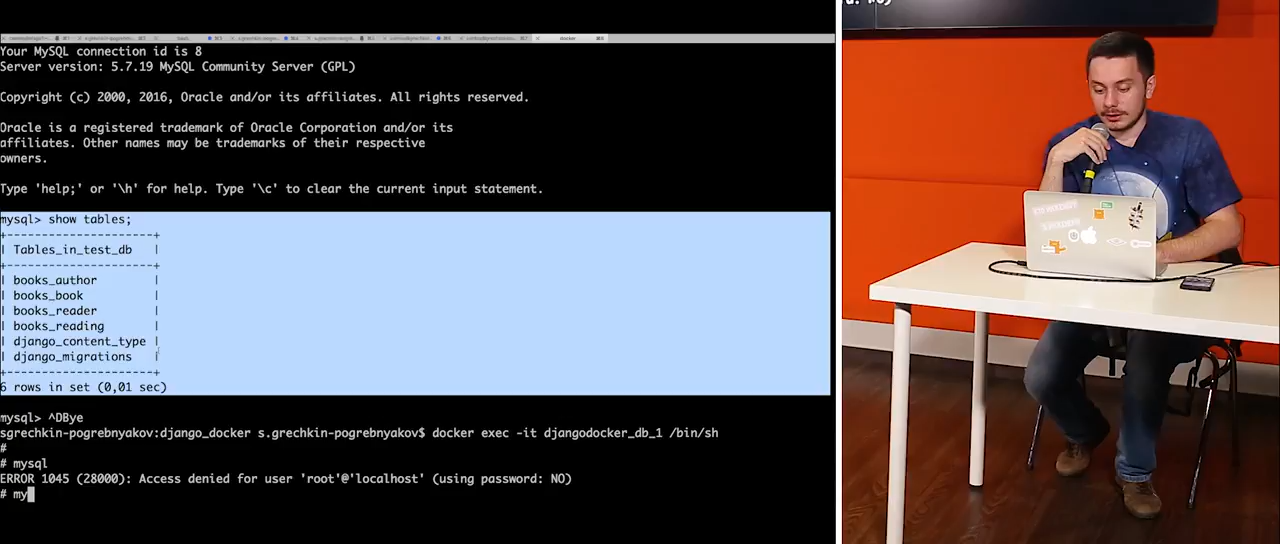 docker
Your MySQL connection id is 8
Server version: 5.7.19 MySQL Community Server (GPL)
Copyright (c) 2000, 2016, Oracle and/or its affiliates. All rights reserved.
Oracle is a registered trademark of Oracle Corporation and/or its
affiliates. Other names may be trademarks of their respective
owners.
Type 'help;' or '\h' for help. Type '\c' to clear the current input statement.
mysql> show tables;
+----------------------+
| Tables_in_test_db |
+----------------------+
| books_author |
| books_book |
| books_reader |
| books_reading |
| django_content_type |
| django_migrations |
+----------------------+
6 rows in set (0,01 sec)
mysql> ^DBye
sgrechkin-pogrebnyakov:django_docker s.grechkin-pogrebnyakov$ docker exec -it djangodocker_db_1 /bin/sh
#
# mysql
ERROR 1045 (28000): Access denied for user 'root'@'localhost' (using password: NO)
# my